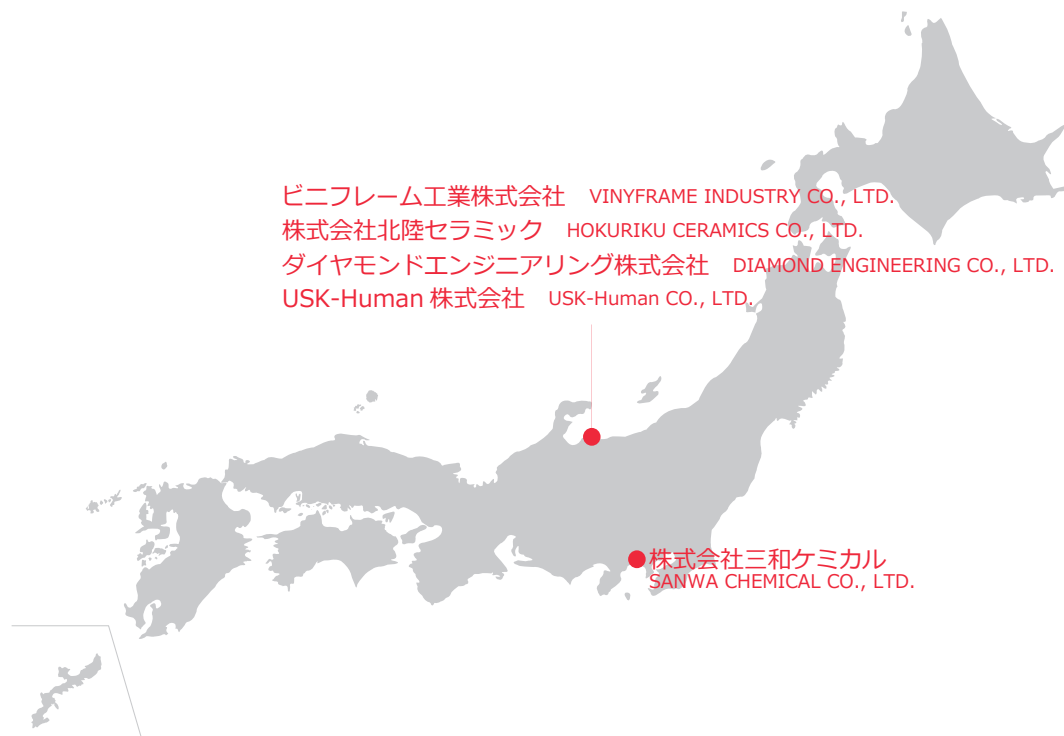 ビニフレーム工業株式会社 VINYFRAME INDUSTRY CO., LTD.
株式会社北陸セラミック HOKURIKU CERAMICS CO., LTD.
ダイヤモンドエンジニアリング株式会社 DIAMOND ENGINEERING CO., LTD.
USK-Human 株式会社 USK-Human CO., LTD.
株式会社三和ケミカル
SANWA CHEMICAL CO., LTD.